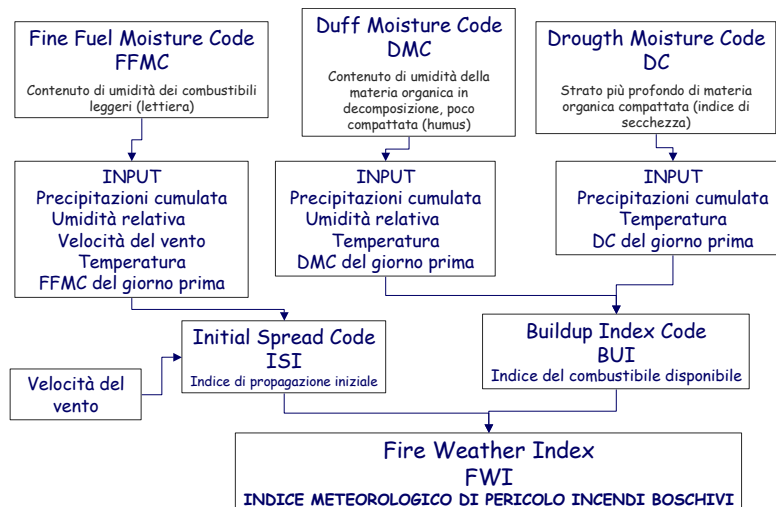 Fine Fuel Moisture Code
FFMC
Contenuto di umidità dei combustibili
leggeri (lettiera)
Duff Moisture Code
DMC
Contenuto di umidità della
materia organica in
decomposizione, poco
compattata (humus)
Drougth Moisture Code
DC
Strato più profondo di materia
organica compattata (indice di
secchezza)
INPUT
Precipitazioni cumulata
Umidità relativa
Velocità del vento
Temperatura
FFMC del giorno prima
INPUT
Precipitazioni cumulata
Umidità relativa
Temperatura
DMC del giorno prima
INPUT
Precipitazioni cumulata
Temperatura
DC del giorno prima
Velocità del
vento
Initial Spread Code
ISI
Indice di propagazione iniziale
Buildup Index Code
BUI
Indice del combustibile disponibile
Fire Weather Index
FWI
INDICE METEOROLOGICO DI PERICOLO INCENDI BOSCHIVI